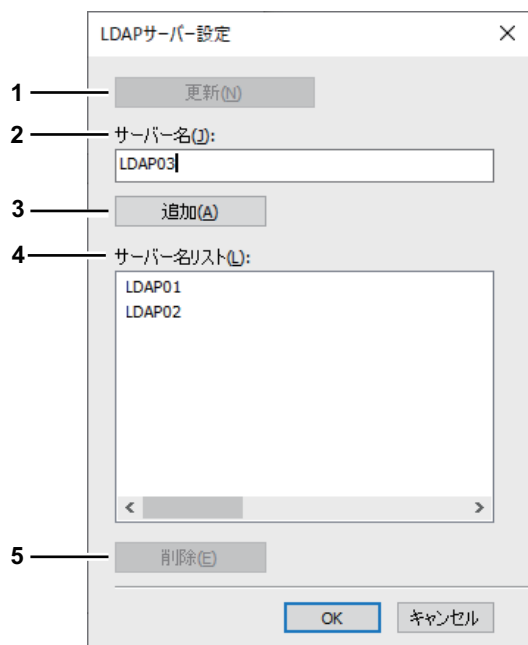 LDAPサーバー設定
1 更新(N)
2 サーバー名(J):
LDAP03
3 追加(A)
4 サーバー名リスト(L):
LDAP01
LDAP02
5 削除(E)
OK キャンセル